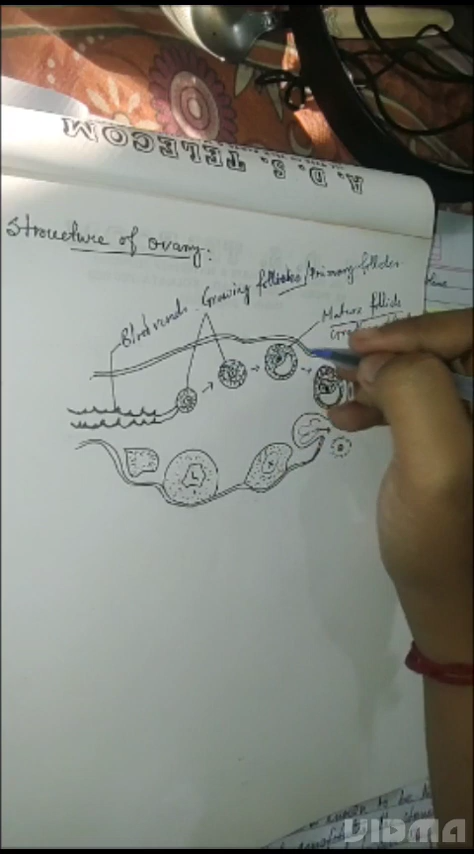 A. D. S. TELECOM
Structure of ovary:
Growing follicles/Primary follicles
Blood vessels
Mature follicle
VIDMA